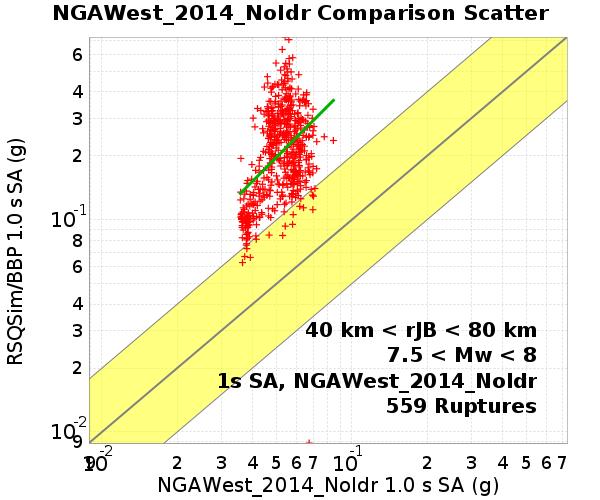 NGAWest_2014_NoIdr Comparison Scatter
RSQSim/BBP 1.0 s SA (g)
6
4
3
2
10-1
8
6
4
3
2
10-2
9
40 km < rJB < 80 km
7.5 < Mw < 8
1s SA, NGAWest_2014_NoIdr
559 Ruptures
9 10-2 2 3 4 5 6 7 10-1 2 3 4 5 6 7
NGAWest_2014_NoIdr 1.0 s SA (g)